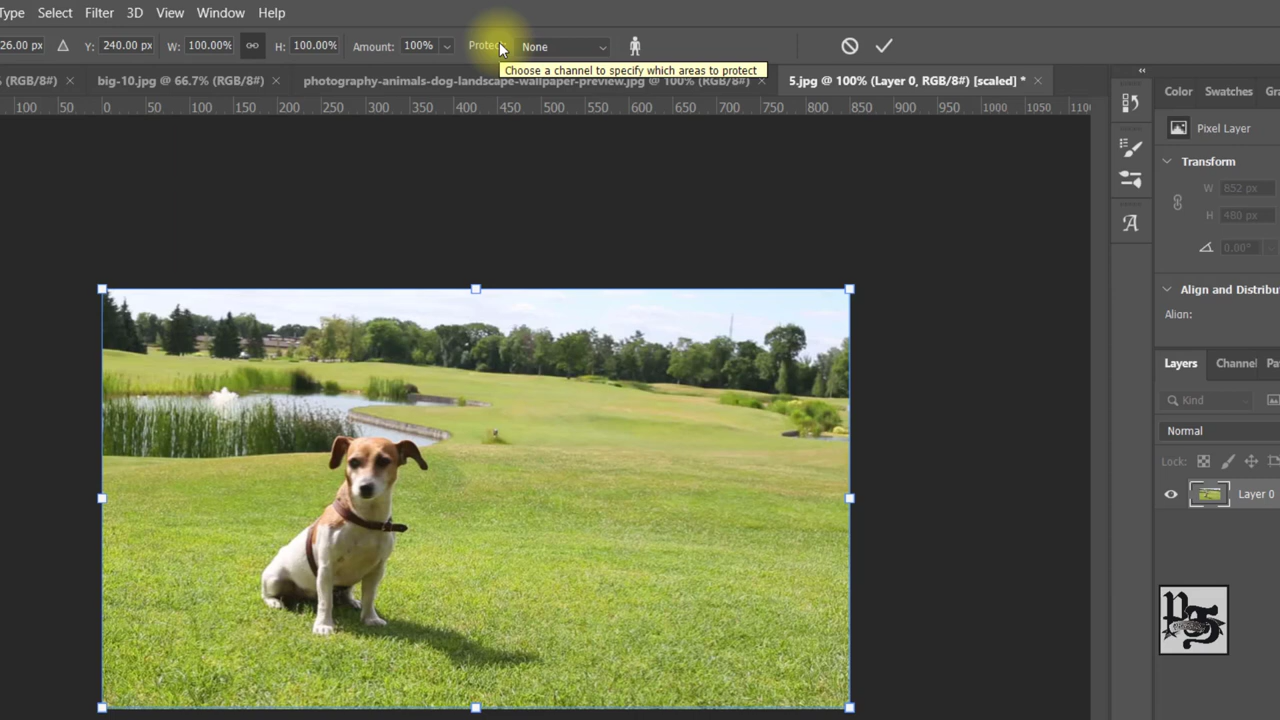 Type Select Filter 3D View Window Help
26.00 px Y: 240.00 px W: 100.00% H: 100.00% Amount: 100% Protect: None
Choose a channel to specify which areas to protect
% (RGB/8#) × big-10.jpg @ 66.7% (RGB/8#) × photography-animals-dog-landscape-wallpaper-preview.jpg @ 100% (RGB/8#) × 5.jpg @ 100% (Layer 0, RGB/8#) [scaled] * ×
100 50 0 50 100 150 200 250 300 350 400 450 500 550 600 650 700 750 800 850 900 950 1000 1050 1100
Color Swatches Gra
Pixel Layer
Transform
W 852 px
H 480 px
0.00°
Align and Distribu
Align:
Layers Channel Pa
Kind
Normal
Lock:
Layer 0